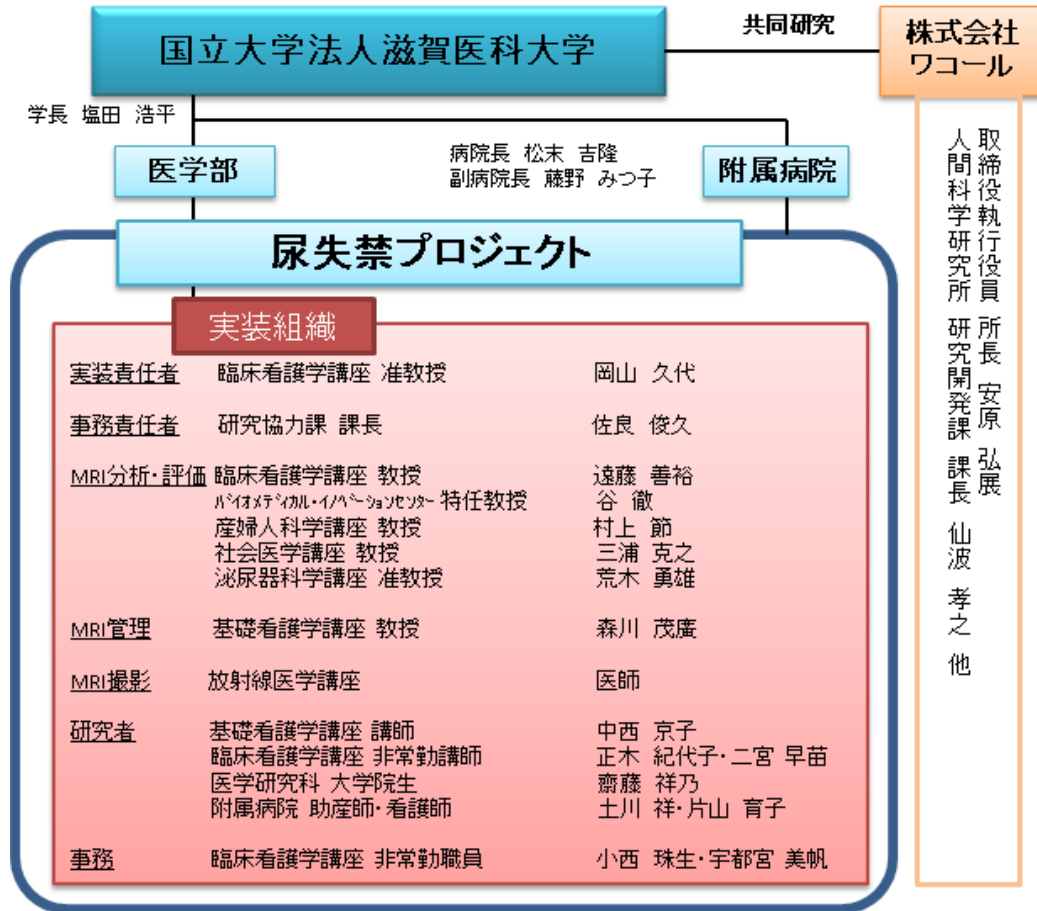 国立大学法人滋賀医科大学
共同研究
株式会社
ワコール
学長 塩田 浩平
医学部
病院長 松末 吉隆
副病院長 藤野 みつ子
附属病院
取締役執行役員 所長 安原 弘展
人間科学研究所 研究開発課 課長 仙波 孝之 他
尿失禁プロジェクト
実装組織
実装責任者 臨床看護学講座 准教授 岡山 久代
事務責任者 研究協力課 課長 佐良 俊久
MRI分析・評価 臨床看護学講座 教授 遠藤 善裕
バイオメディカル・イノベーションセンター 特任教授 谷 徹
産婦人科学講座 教授 村上 節
社会医学講座 教授 三浦 克之
泌尿器科学講座 准教授 荒木 勇雄
MRI管理 基礎看護学講座 教授 森川 茂廣
MRI撮影 放射線医学講座 医師
研究者 基礎看護学講座 講師 中西 京子
臨床看護学講座 非常勤講師 正木 紀代子・二宮 早苗
医学研究科 大学院生 齋藤 祥乃
附属病院 助産師・看護師 土川 祥・片山 育子
事務 臨床看護学講座 非常勤職員 小西 珠生・宇都宮 美帆